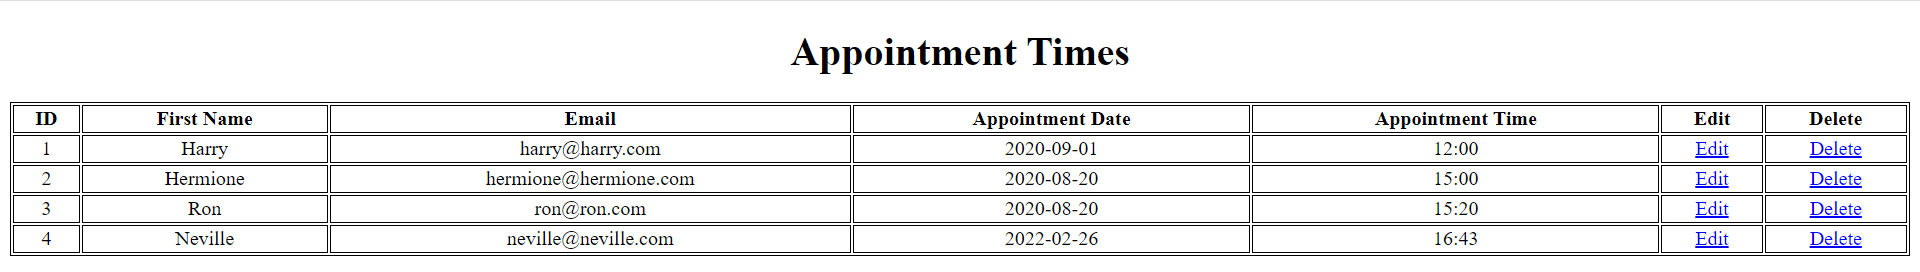 Appointment Times
ID First Name Email Appointment Date Appointment Time Edit Delete
1 Harry harry@harry.com 2020-09-01 12:00 Edit Delete
2 Hermione hermione@hermione.com 2020-08-20 15:00 Edit Delete
3 Ron ron@ron.com 2020-08-20 15:20 Edit Delete
4 Neville neville@neville.com 2022-02-26 16:43 Edit Delete